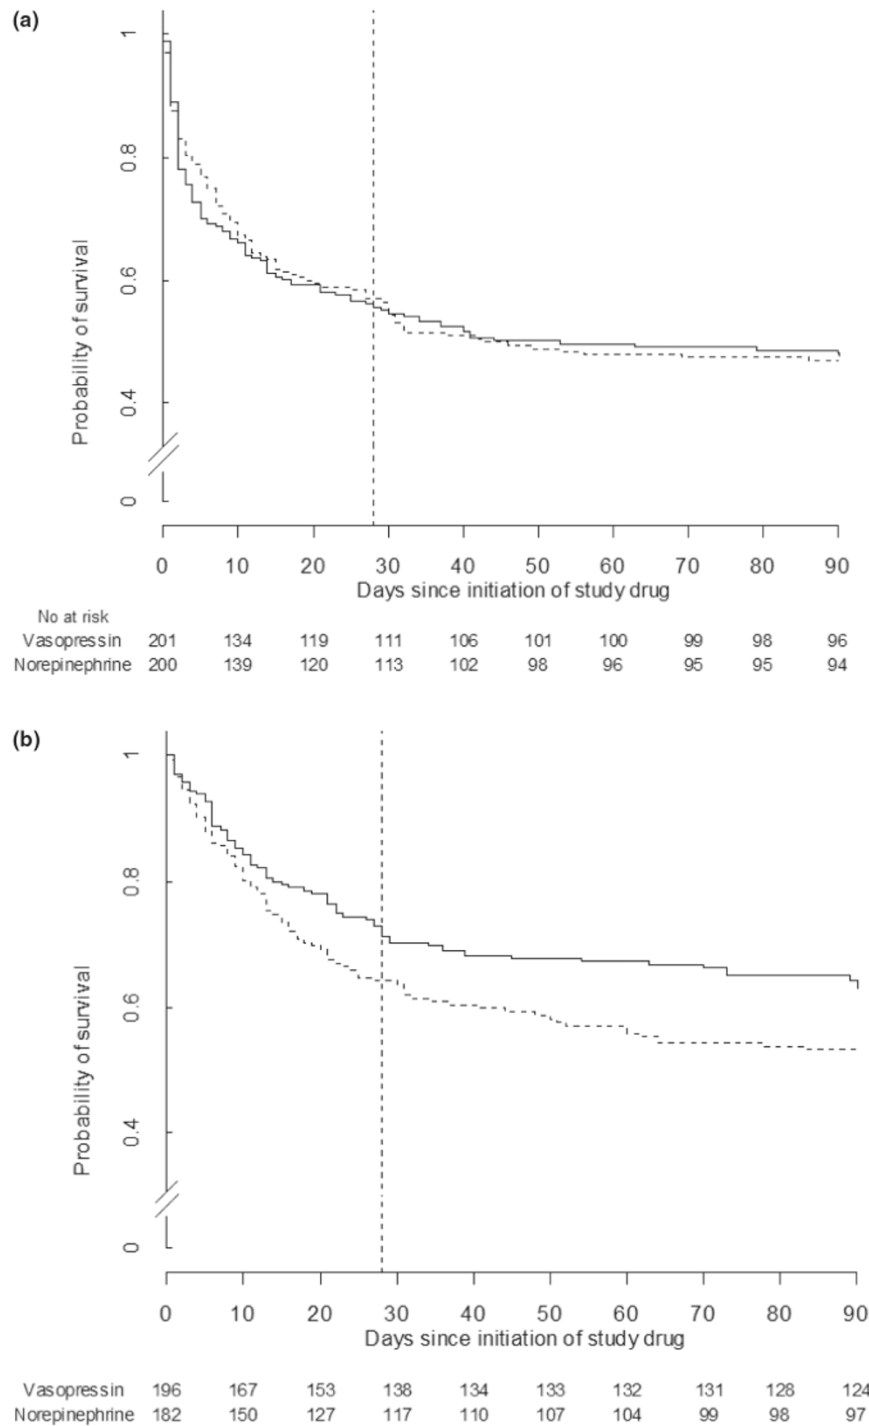 (a)
Probability of survival
1
0.8
0.6
0.4
0
0 10 20 30 40 50 60 70 80 90
Days since initiation of study drug
No at risk
Vasopressin 201 134 119 111 106 101 100 99 98 96
Norepinephrine 200 139 120 113 102 98 96 95 95 94
(b)
Probability of survival
1
0.8
0.6
0.4
0
0 10 20 30 40 50 60 70 80 90
Days since initiation of study drug
Vasopressin 196 167 153 138 134 133 132 131 128 124
Norepinephrine 182 150 127 117 110 107 104 99 98 97